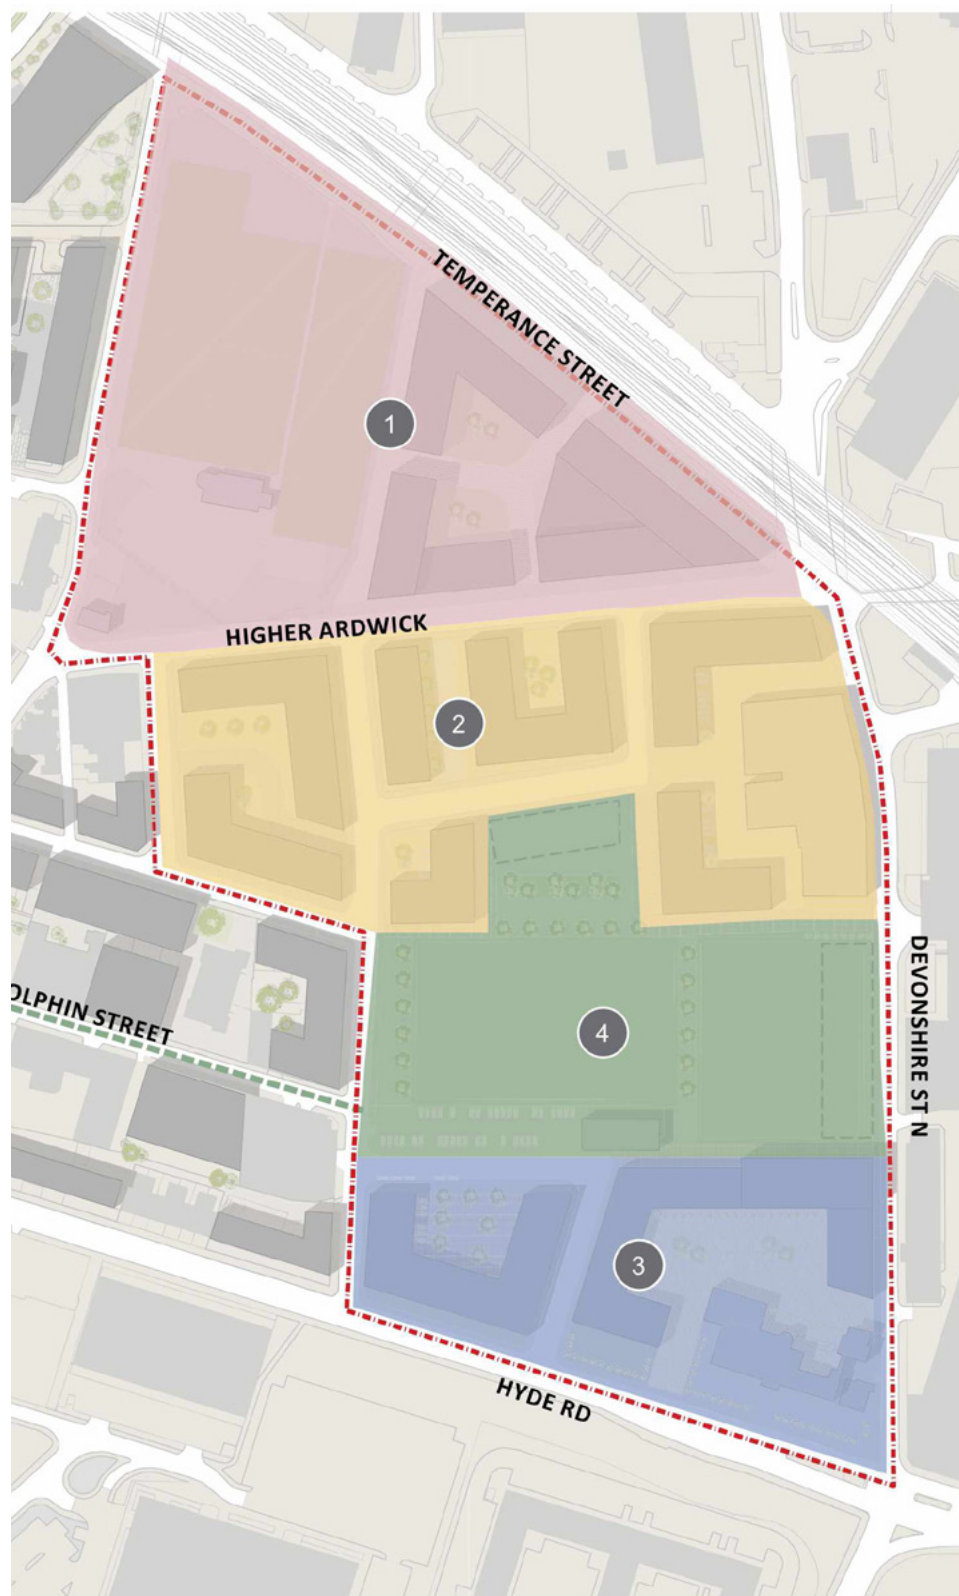 TEMPERANCE STREET
1
HIGHER ARDWICK
2
DEVONSHIRE ST N
4
OLPHIN STREET
3
HYDE RD